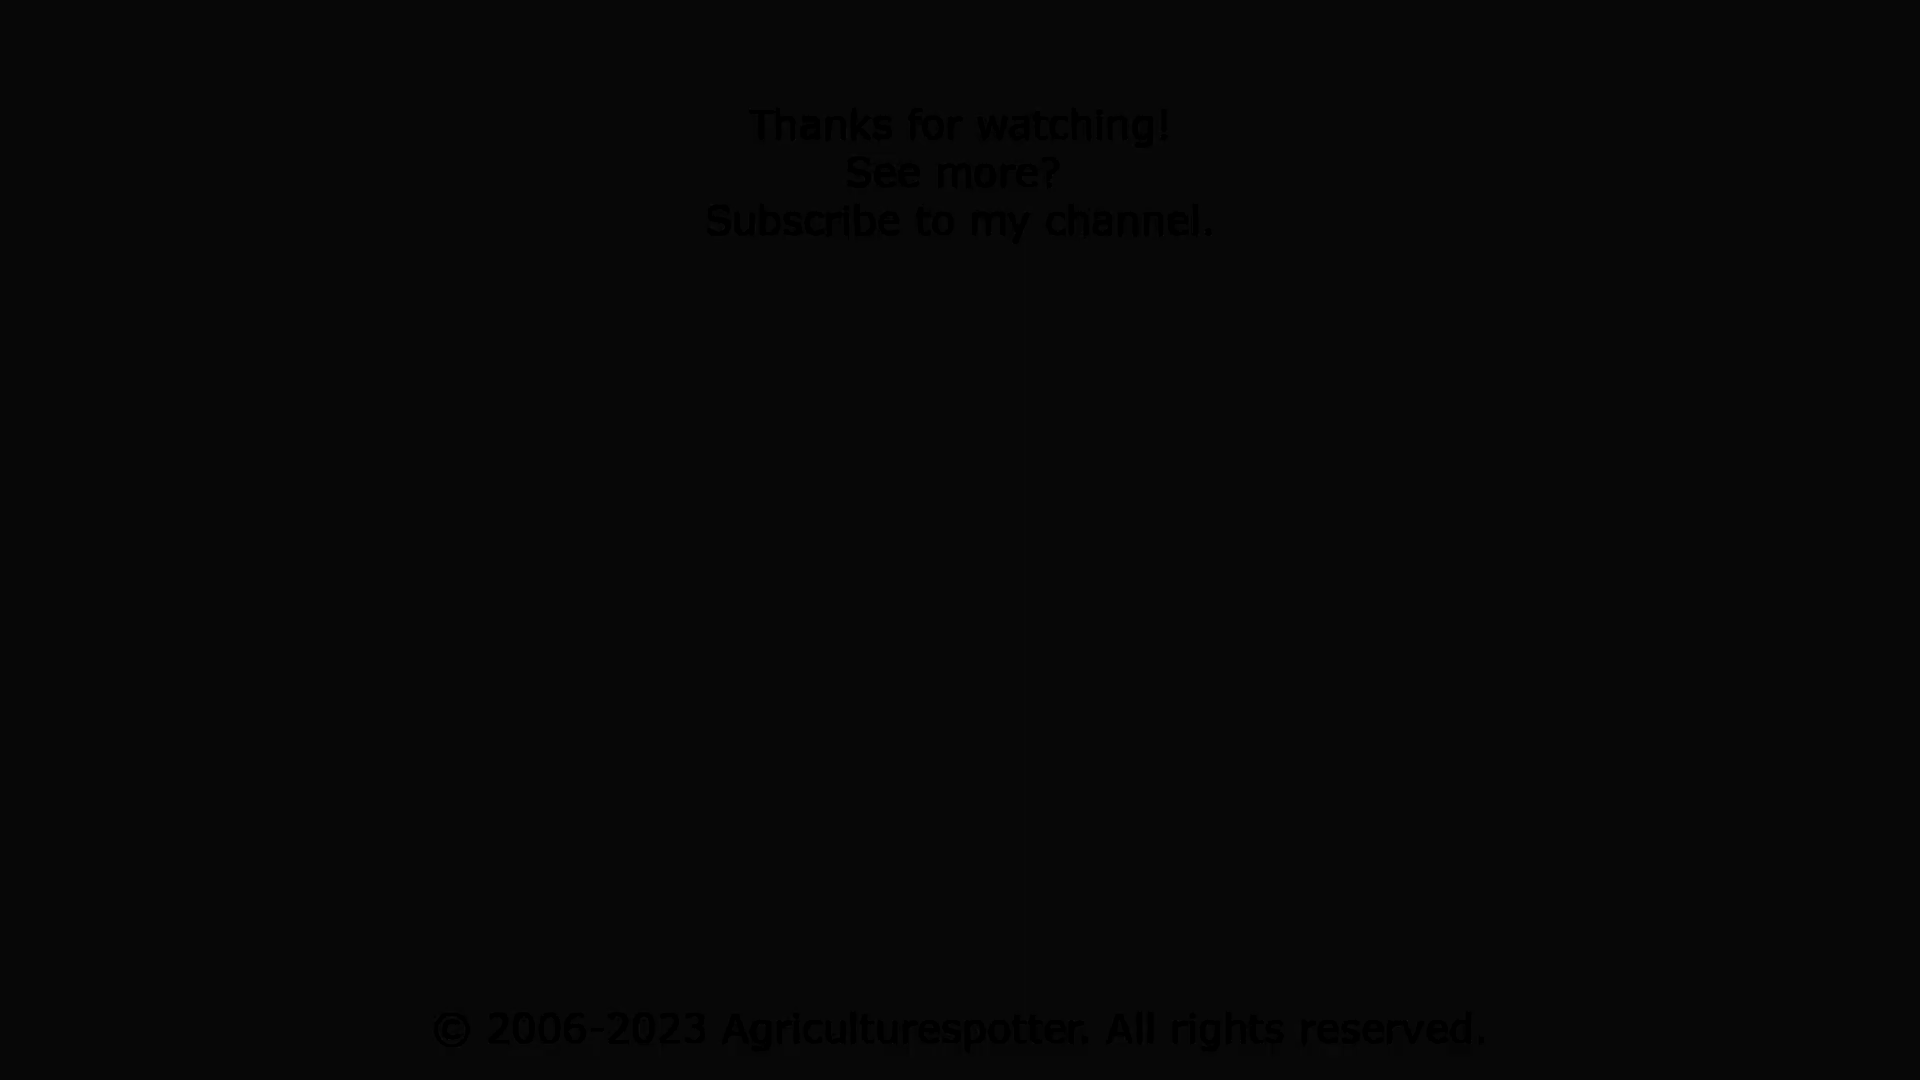 Thanks for watching!
See more?
Subscribe to my channel.
© 2006-2023 Agriculturespotter. All rights reserved.